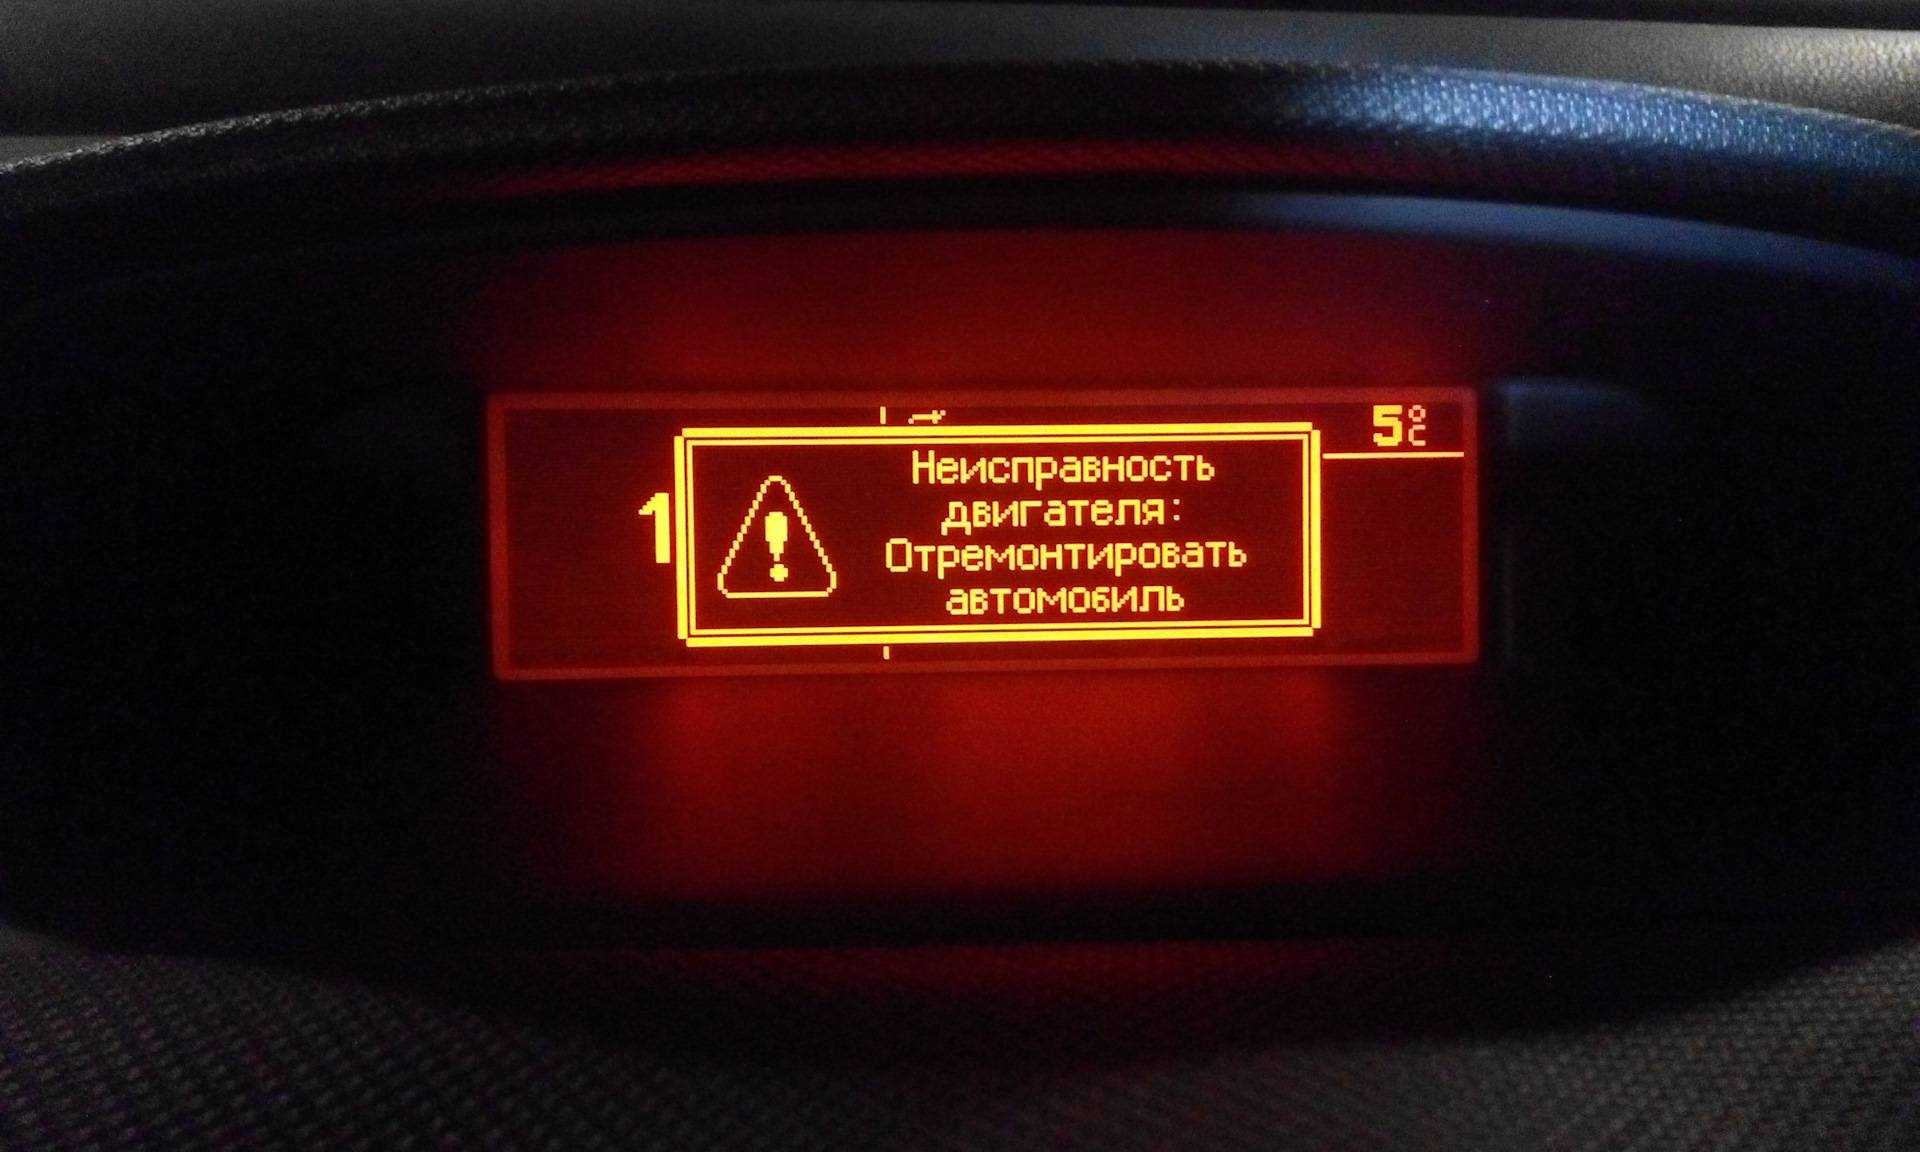 5°C
1
Неисправность
двигателя:
Отремонтировать
автомобиль